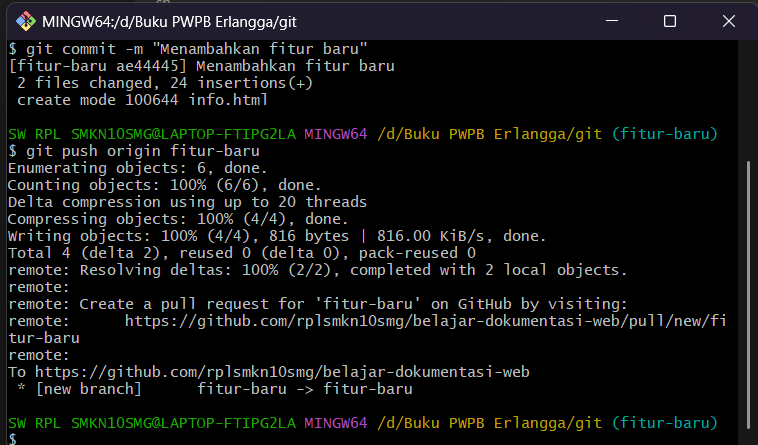 MINGW64:/d/Buku PWPB Erlangga/git
$ git commit -m "Menambahkan fitur baru"
[fitur-baru ae44445] Menambahkan fitur baru
 2 files changed, 24 insertions(+)
 create mode 100644 info.html

SW RPL SMKN10SMG@LAPTOP-FTIPG2LA MINGW64 /d/Buku PWPB Erlangga/git (fitur-baru)
$ git push origin fitur-baru
Enumerating objects: 6, done.
Counting objects: 100% (6/6), done.
Delta compression using up to 20 threads
Compressing objects: 100% (4/4), done.
Writing objects: 100% (4/4), 816 bytes | 816.00 KiB/s, done.
Total 4 (delta 2), reused 0 (delta 0), pack-reused 0
remote: Resolving deltas: 100% (2/2), completed with 2 local objects.
remote:
remote: Create a pull request for 'fitur-baru' on GitHub by visiting:
remote:      https://github.com/rplsmkn10smg/belajar-dokumentasi-web/pull/new/fi
tur-baru
remote:
To https://github.com/rplsmkn10smg/belajar-dokumentasi-web
 * [new branch]      fitur-baru -> fitur-baru

SW RPL SMKN10SMG@LAPTOP-FTIPG2LA MINGW64 /d/Buku PWPB Erlangga/git (fitur-baru)
$